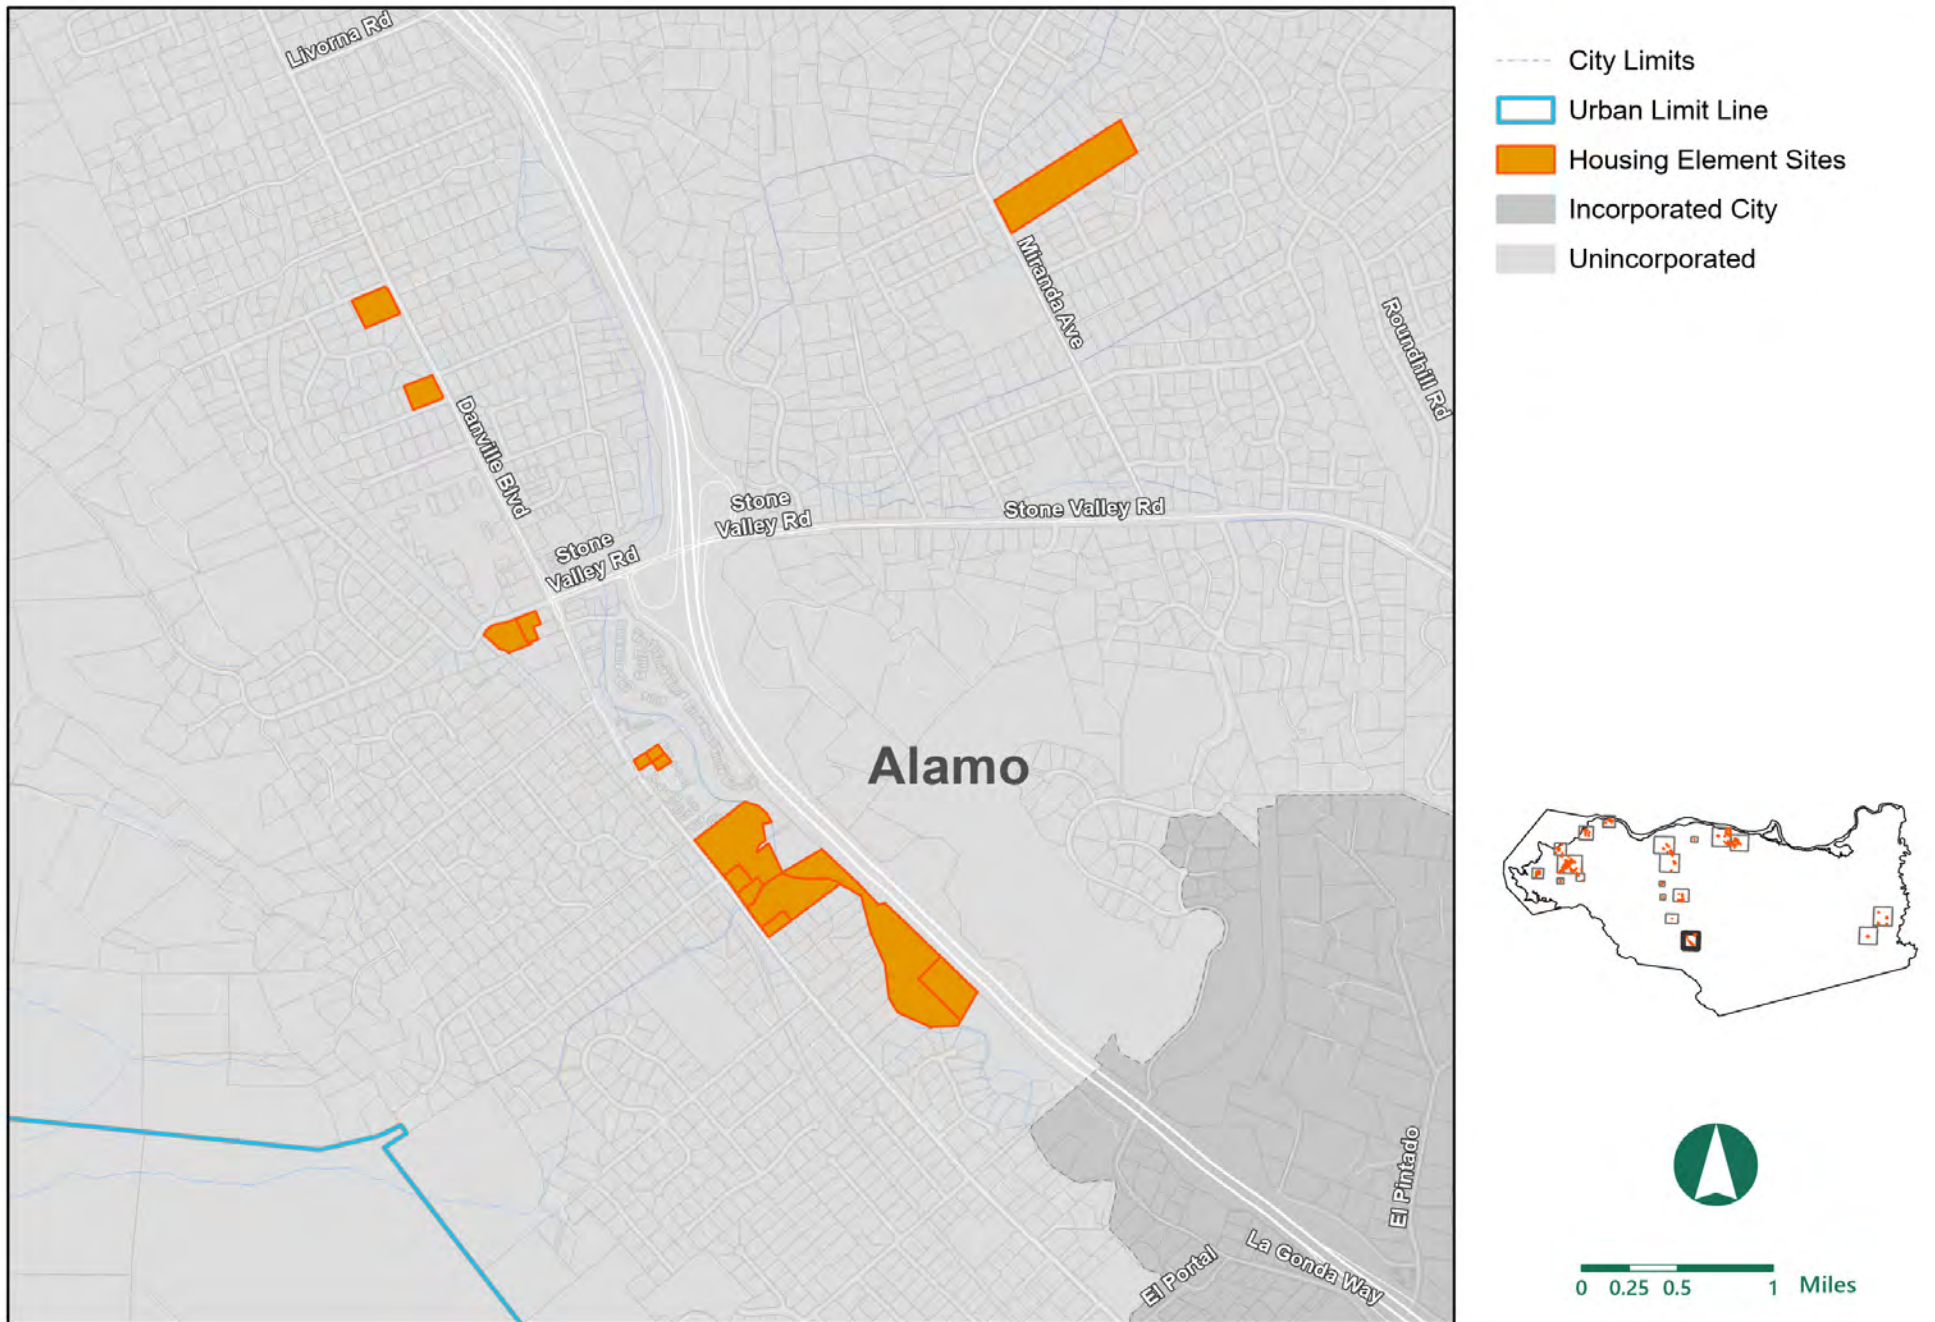 Livorna Rd
City Limits
Urban Limit Line
Housing Element Sites
Incorporated City
Unincorporated
Miranda Ave
Roundhill Rd
Danville Blvd
Stone
Valley Rd
Stone Valley Rd
Stone
Valley Rd
Alamo
El Pintado
La Gonda Way
El Portal
0 0.25 0.5 1 Miles